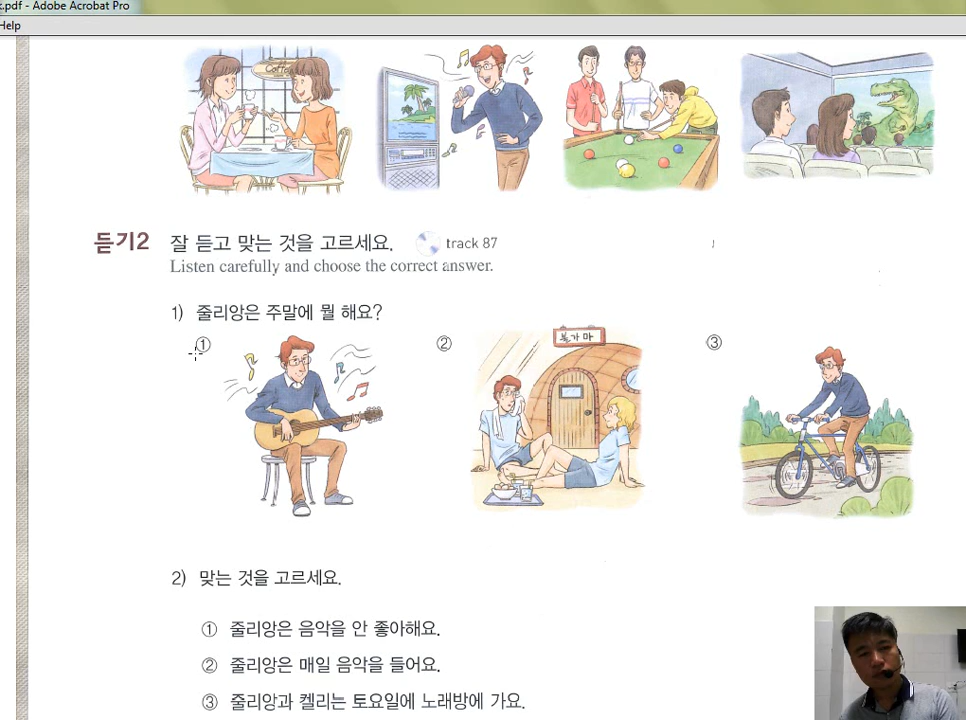 .pdf - Adobe Acrobat Pro
Help
Coffee
듣기2 잘 듣고 맞는 것을 고르세요. track 87
Listen carefully and choose the correct answer.
1) 줄리앙은 주말에 뭘 해요?
① ② ③
불가마
2) 맞는 것을 고르세요.
① 줄리앙은 음악을 안 좋아해요.
② 줄리앙은 매일 음악을 들어요.
③ 줄리앙과 켈리는 토요일에 노래방에 가요.